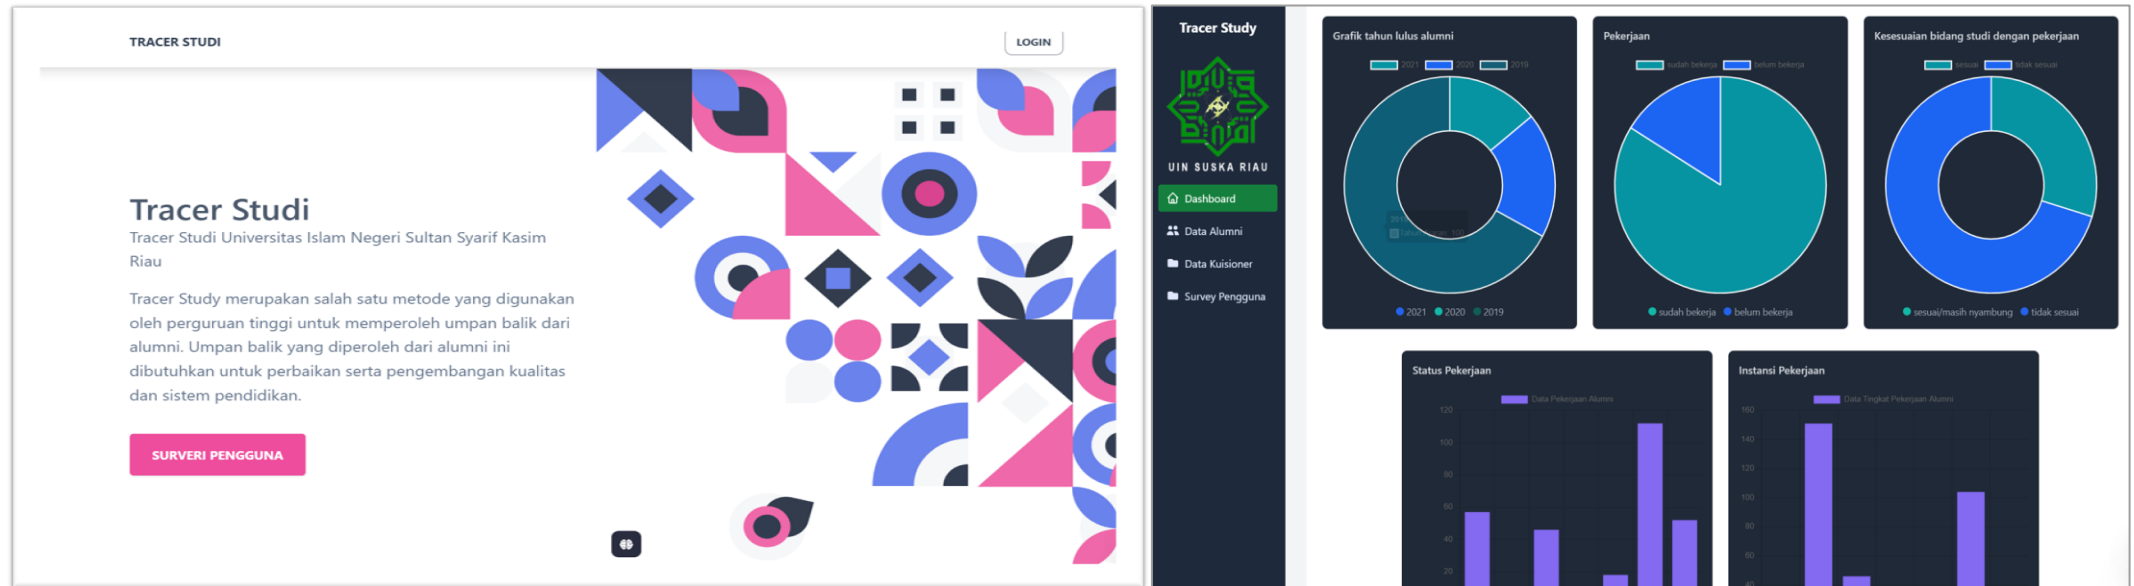 TRACER STUDI
LOGIN
Tracer Studi
Tracer Studi Universitas Islam Negeri Sultan Syarif Kasim
Riau
Tracer Study merupakan salah satu metode yang digunakan
oleh perguruan tinggi untuk memperoleh umpan balik dari
alumni. Umpan balik yang diperoleh dari alumni ini
dibutuhkan untuk perbaikan serta pengembangan kualitas
dan sistem pendidikan.
SURVERI PENGGUNA
Tracer Study
UIN SUSKA RIAU
Dashboard
Data Alumni
Data Kuisioner
Survey Pengguna
Grafik tahun lulus alumni
2021 2020 2019
2021 2020 2019
Pekerjaan
sudah bekerja belum bekerja
sudah bekerja belum bekerja
Kesesuaian bidang studi dengan pekerjaan
sesuai tidak sesuai
sesuai/masih nyambung tidak sesuai
Status Pekerjaan
Data Pekerjaan Alumni
120
100
80
60
40
20
Instansi Pekerjaan
Data Tingkat Pekerjaan Alumni
160
140
120
100
80
60
40